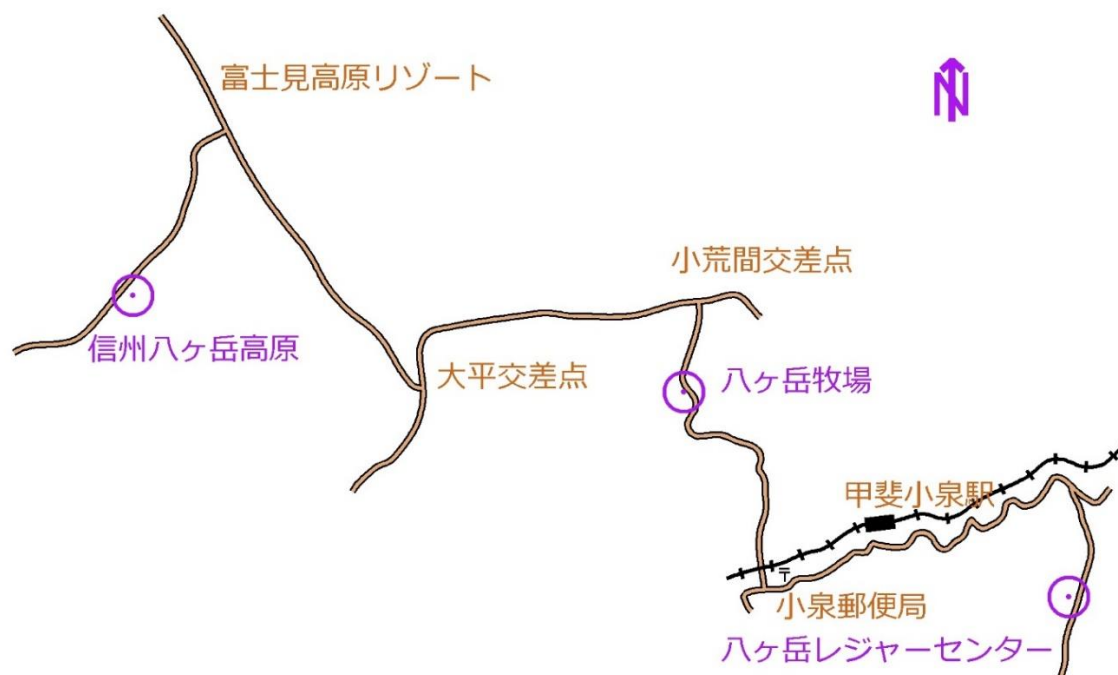 富士見高原リゾート
N
小荒間交差点
信州八ヶ岳高原
大平交差点
八ヶ岳牧場
甲斐小泉駅
〒
小泉郵便局
八ヶ岳レジャーセンター